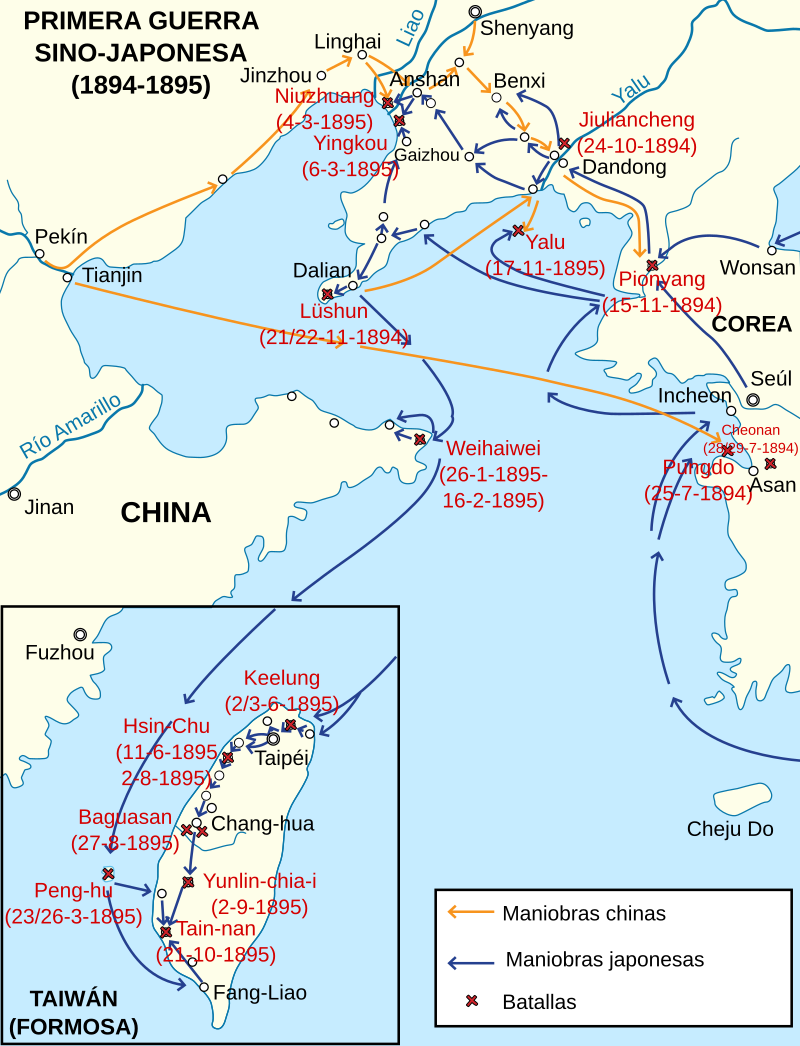 PRIMERA GUERRA
SINO-JAPONESA
(1894-1895)
Liao
Shenyang
Linghai
Jinzhou
Anshan
Benxi
Yalu
Niuzhuang
(4-3-1895)
Yingkou
(6-3-1895)
Gaizhou
Jiuliancheng
(24-10-1894)
Dandong
Pekín
Tianjin
Dalian
Lüshun
(21/22-11-1894)
Yalu
(17-11-1895)
Wonsan
Pionyang
(15-11-1894)
COREA
Seúl
Incheon
Cheonan
(28/29-7-1894)
Pungdo
(25-7-1894)
Asan
Río Amarillo
Jinan
CHINA
Weihaiwei
(26-1-1895-
16-2-1895)
Fuzhou
Keelung
(2/3-6-1895)
Hsin-Chu
(11-6-1895
2-8-1895)
Taipéi
Baguasan
(27-8-1895)
Chang-hua
Peng-hu
(23/26-3-1895)
Yunlin-chia-i
(2-9-1895)
Tain-nan
(21-10-1895)
Fang-Liao
TAIWÁN
(FORMOSA)
Cheju Do
Maniobras chinas
Maniobras japonesas
Batallas